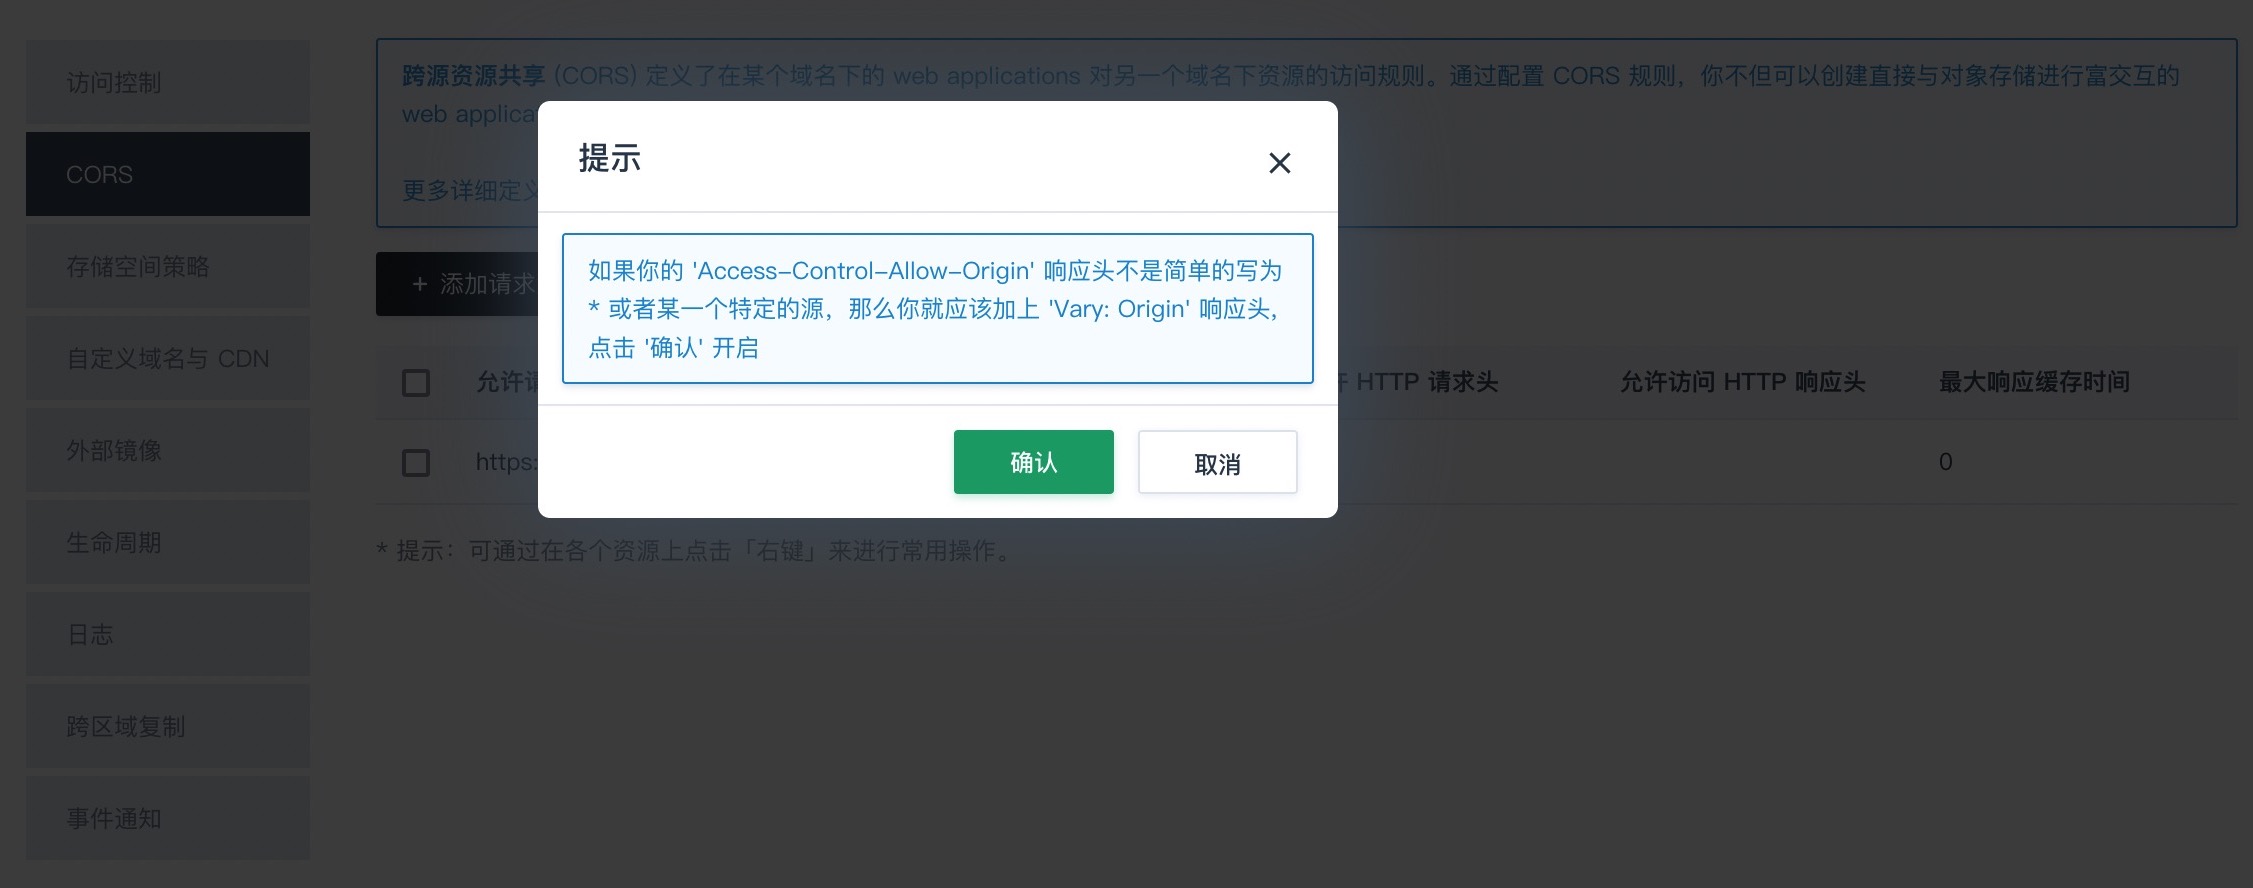 访问控制
CORS
存储空间策略
自定义域名与 CDN
外部镜像
生命周期
日志
跨区域复制
事件通知
跨源资源共享 (CORS) 定义了在某个域名下的 web applications 对另一个域名下资源的访问规则。通过配置 CORS 规则，你不但可以创建直接与对象存储进行富交互的
web applica
更多详细定义
+ 添加请求
提示
如果你的 'Access-Control-Allow-Origin' 响应头不是简单的写为
* 或者某一个特定的源，那么你就应该加上 'Vary: Origin' 响应头，
点击 '确认' 开启
确认
取消
允许 HTTP 请求头 允许访问 HTTP 响应头 最大响应缓存时间
https: 0
* 提示：可通过在各个资源上点击「右键」来进行常用操作。